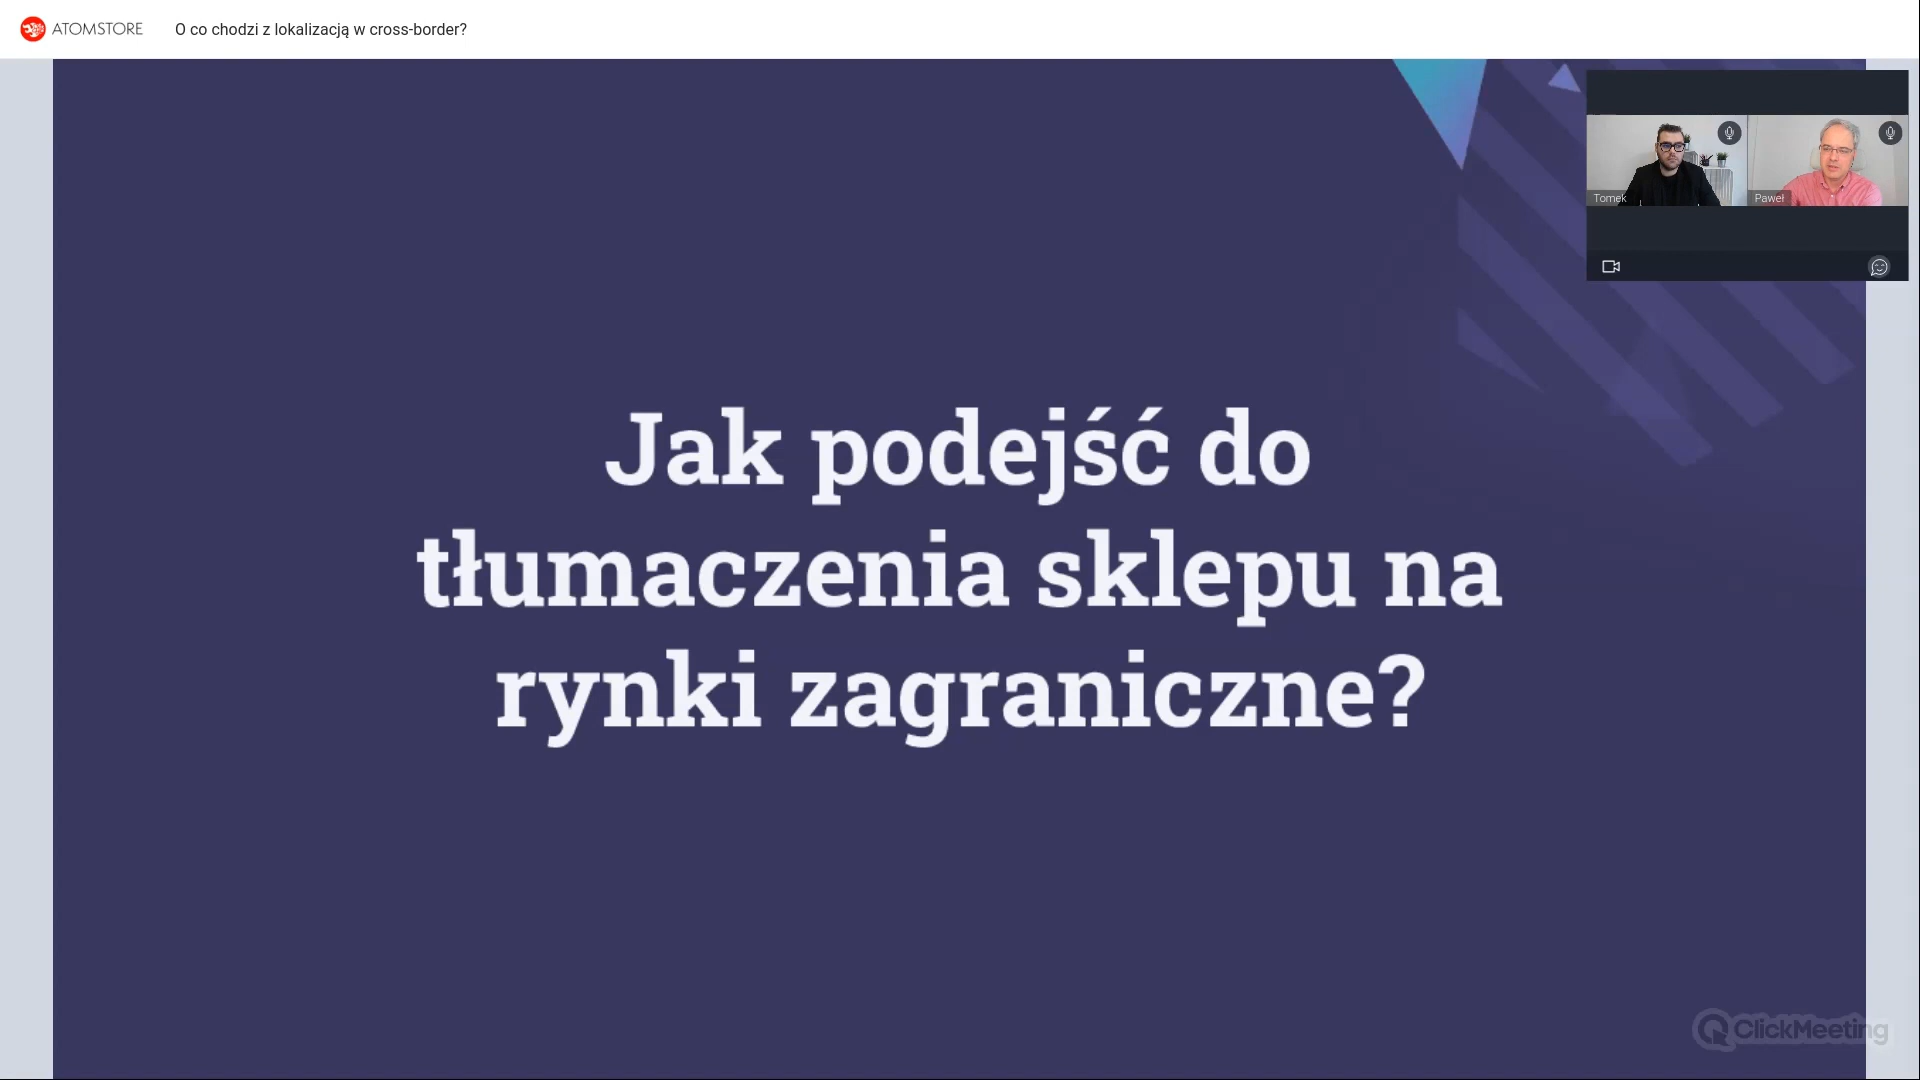 ATOMSTORE
O co chodzi z lokalizacją w cross-border?
Tomek
Paweł
Jak podejść do
tłumaczenia sklepu na
rynki zagraniczne?
ClickMeeting